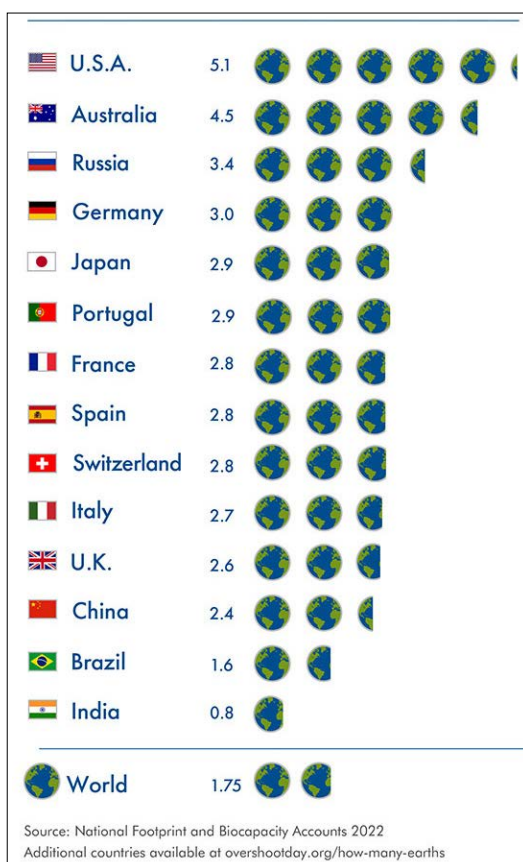 U.S.A. 5.1
Australia 4.5
Russia 3.4
Germany 3.0
Japan 2.9
Portugal 2.9
France 2.8
Spain 2.8
Switzerland 2.8
Italy 2.7
U.K. 2.6
China 2.4
Brazil 1.6
India 0.8
World 1.75
Source: National Footprint and Biocapacity Accounts 2022
Additional countries available at overshootday.org/how-many-earths